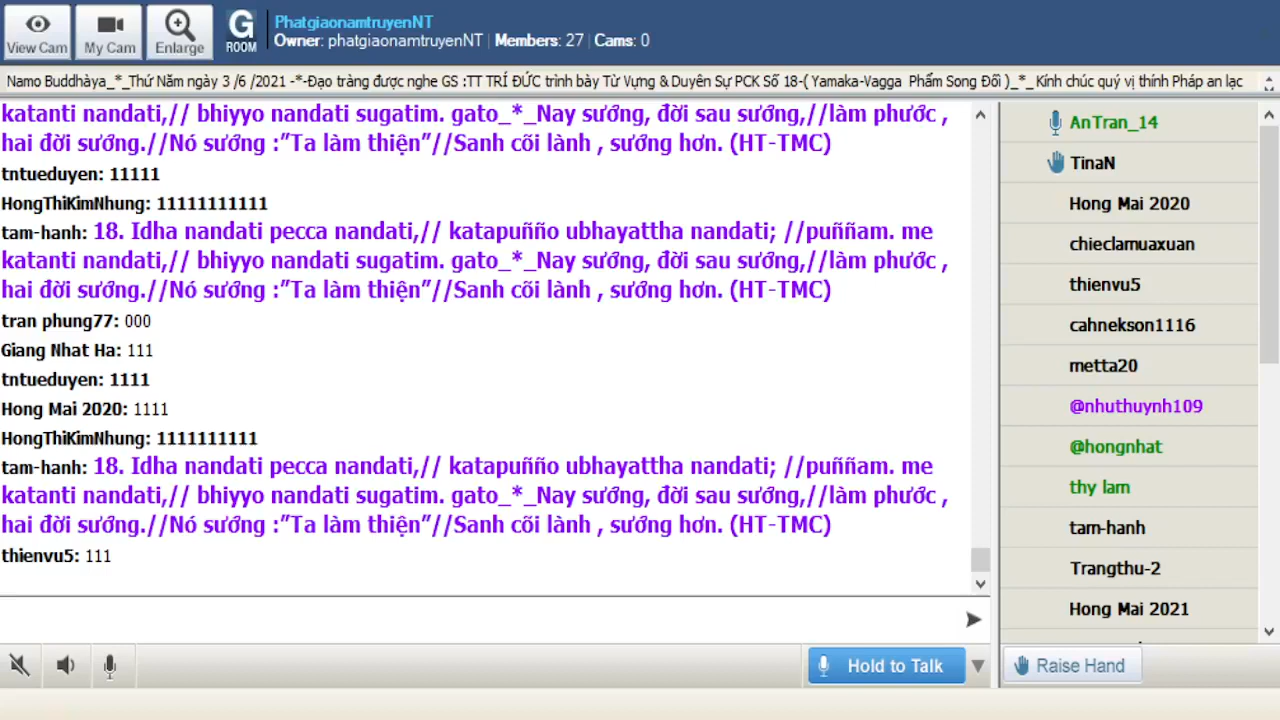 View Cam
My Cam
Enlarge
G
ROOM
PhatgiaonamtruyenNT
Owner: phatgiaonamtruyenNT | Members: 27 | Cams: 0
Namo Buddhàya_*_Thứ Năm ngày 3 /6 /2021 -*-Đạo tràng được nghe GS :TT TRÍ ĐỨC trình bày Từ Vựng & Duyên Sự PCK Số 18-( Yamaka-Vagga Phẩm Song Đối )_*_ Kính chúc quý vị thính Pháp an lạc
katanti nandati,// bhiyyo nandati sugatim. gato_*_Nay sướng, đời sau sướng,//làm phước ,
hai đời sướng.//Nó sướng :”Ta làm thiện”//Sanh cõi lành , sướng hơn. (HT-TMC)
tntueduyen: 11111
HongThiKimNhung: 11111111111
tam-hanh: 18. Idha nandati pecca nandati,// katapuñño ubhayattha nandati; //puññam. me
katanti nandati,// bhiyyo nandati sugatim. gato_*_Nay sướng, đời sau sướng,//làm phước ,
hai đời sướng.//Nó sướng :”Ta làm thiện”//Sanh cõi lành , sướng hơn. (HT-TMC)
tran phung77: 000
Giang Nhat Ha: 111
tntueduyen: 1111
Hong Mai 2020: 1111
HongThiKimNhung: 1111111111
tam-hanh: 18. Idha nandati pecca nandati,// katapuñño ubhayattha nandati; //puññam. me
katanti nandati,// bhiyyo nandati sugatim. gato_*_Nay sướng, đời sau sướng,//làm phước ,
hai đời sướng.//Nó sướng :”Ta làm thiện”//Sanh cõi lành , sướng hơn. (HT-TMC)
thienvu5: 111
Hold to Talk
AnTran_14
TinaN
Hong Mai 2020
chieclamuaxuan
thienvu5
cahnekson1116
metta20
@nhuthuynh109
@hongnhat
thy lam
tam-hanh
Trangthu-2
Hong Mai 2021
Raise Hand